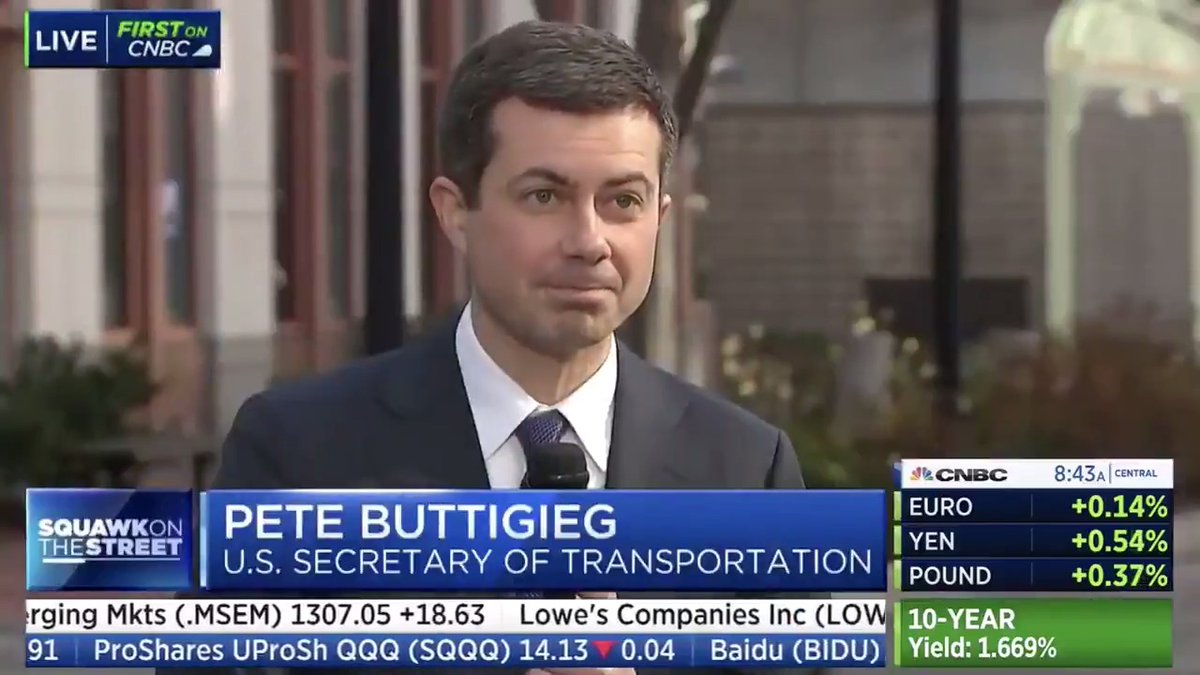 LIVE
FIRST ON
CNBC
CNBC
8:43A CENTRAL
EURO +0.14%
YEN +0.54%
POUND +0.37%
SQUAWK ON
THE STREET
PETE BUTTIGIEG
U.S. SECRETARY OF TRANSPORTATION
erging Mkts (.MSEM) 1307.05 +18.63 Lowe's Companies Inc (LOW
91 ProShares UProSh QQQ (SQQQ) 14.13 ▼ 0.04 Baidu (BIDU)
10-YEAR
Yield: 1.669%